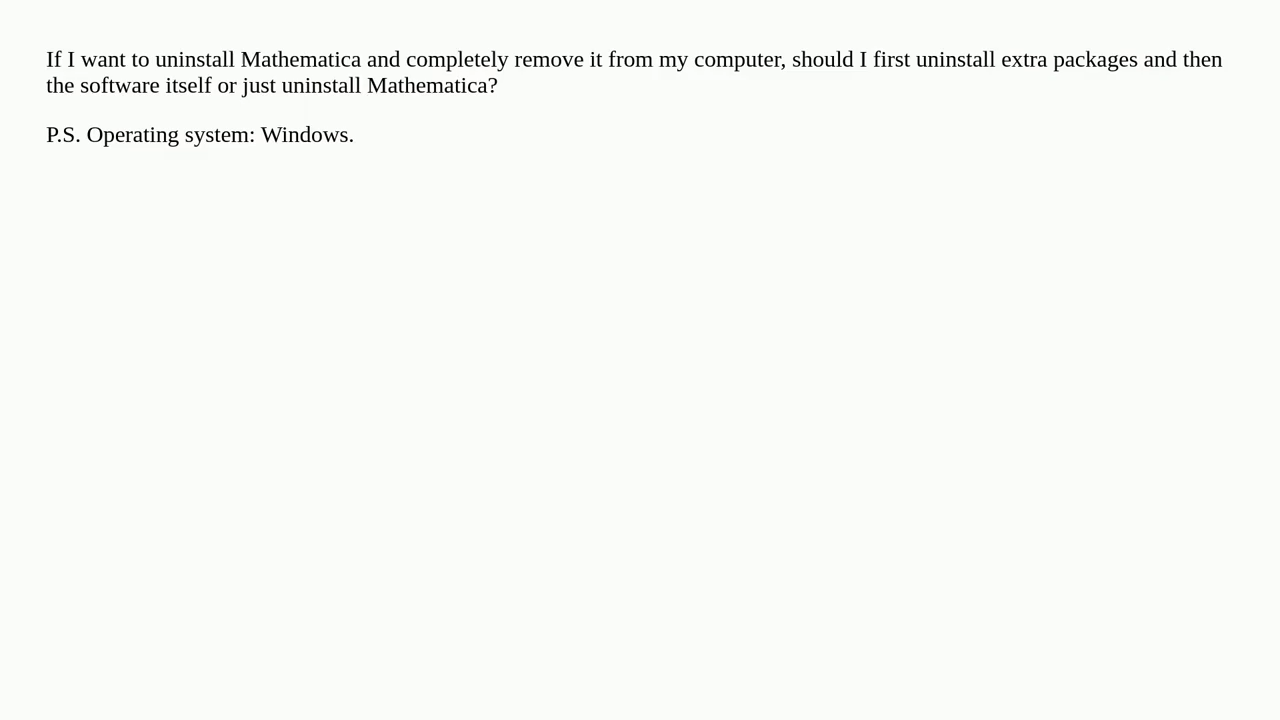 If I want to uninstall Mathematica and completely remove it from my computer, should I first uninstall extra packages and then
the software itself or just uninstall Mathematica?
P.S. Operating system: Windows.